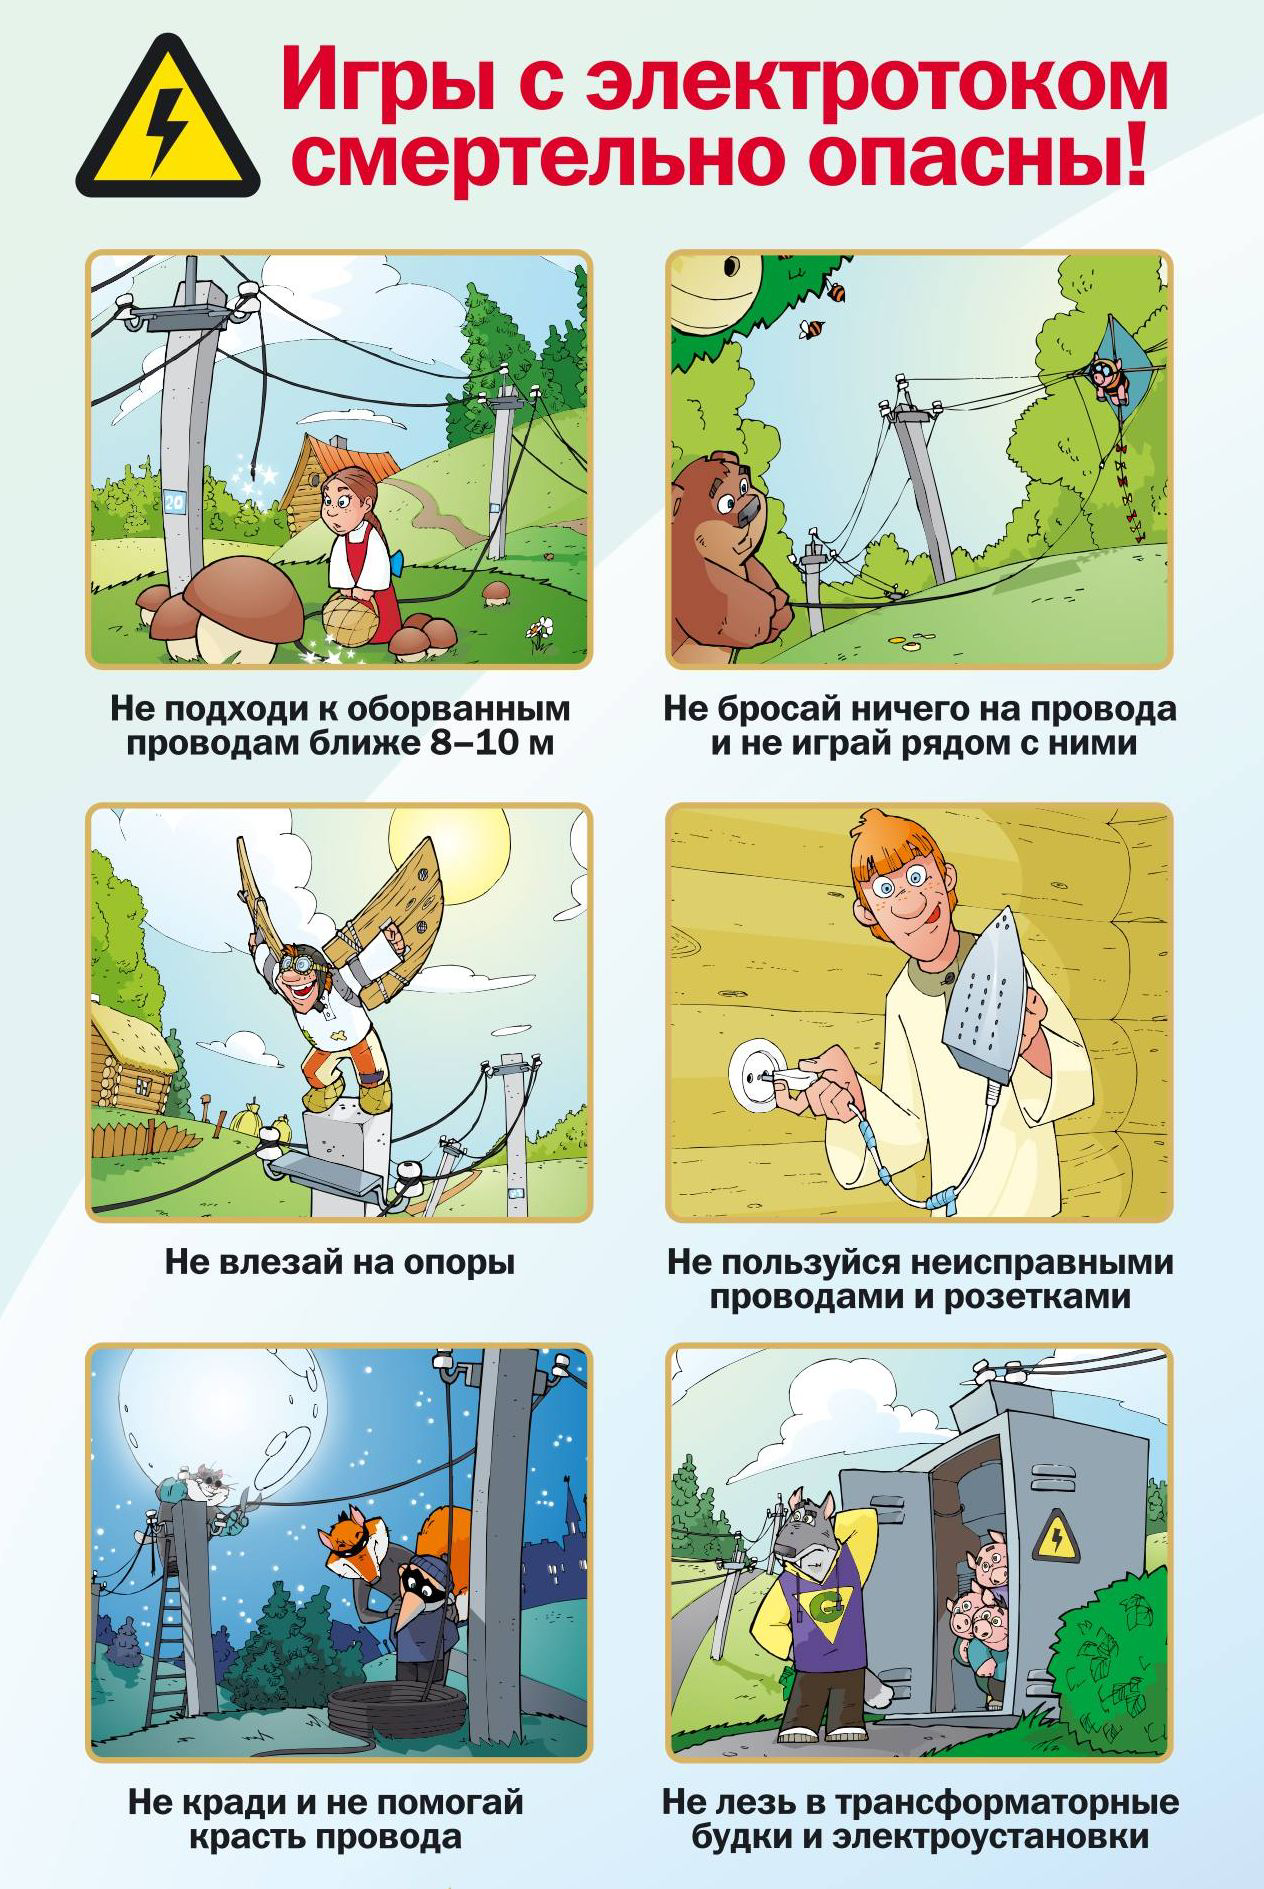 Игры с электротоком
смертельно опасны!
20
Не подходи к оборванным
проводам ближе 8–10 м
Не бросай ничего на провода
и не играй рядом с ними
Не влезай на опоры
Не пользуйся неисправными
проводами и розетками
G
Не кради и не помогай
красть провода
Не лезь в трансформаторные
будки и электроустановки